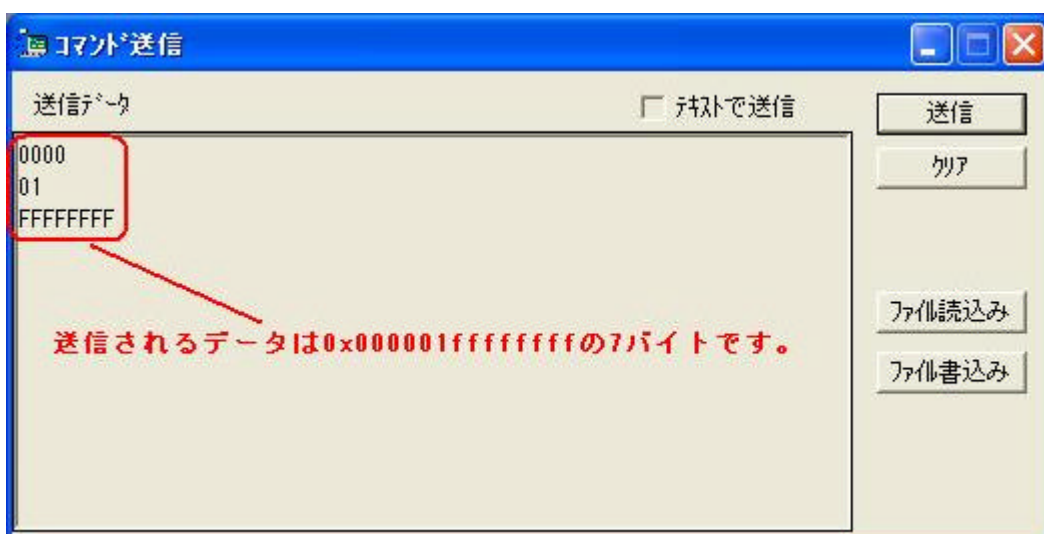 コマンド送信
送信データ
テキストで送信
送信
クリア
0000
01
FFFFFFFF
送信されるデータは0x000001ffffffffの7バイトです。
ファイル読込み
ファイル書込み